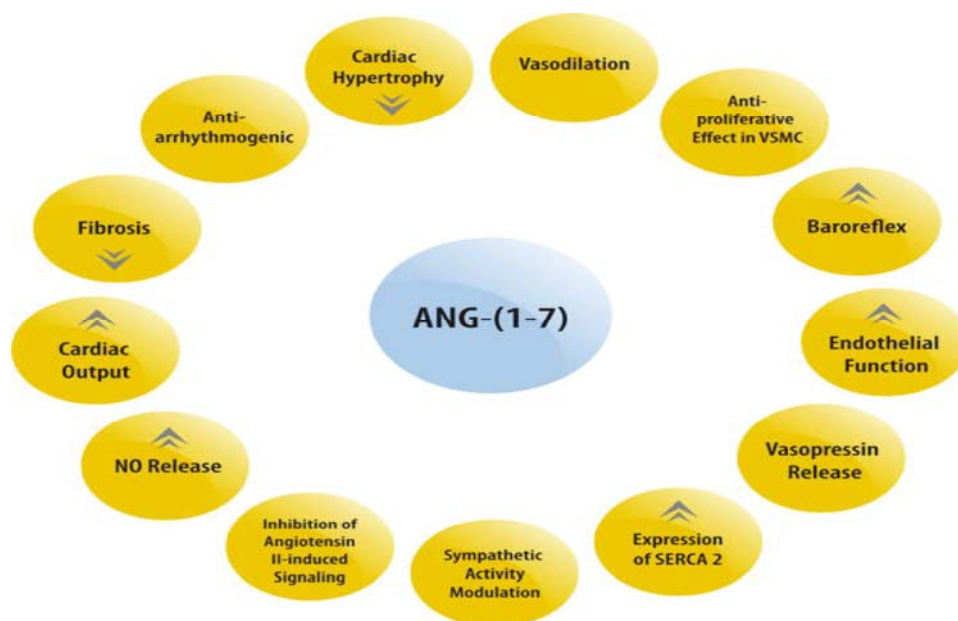 Cardiac
Hypertrophy
Vasodilation
Anti-
proliferative
Effect in VSMC
Baroreflex
Endothelial
Function
Vasopressin
Release
Expression
of SERCA 2
Sympathetic
Activity
Modulation
Inhibition of
Angiotensin
II-induced
Signaling
NO Release
Cardiac
Output
Fibrosis
Anti-
arrhythmogenic
ANG-(1-7)